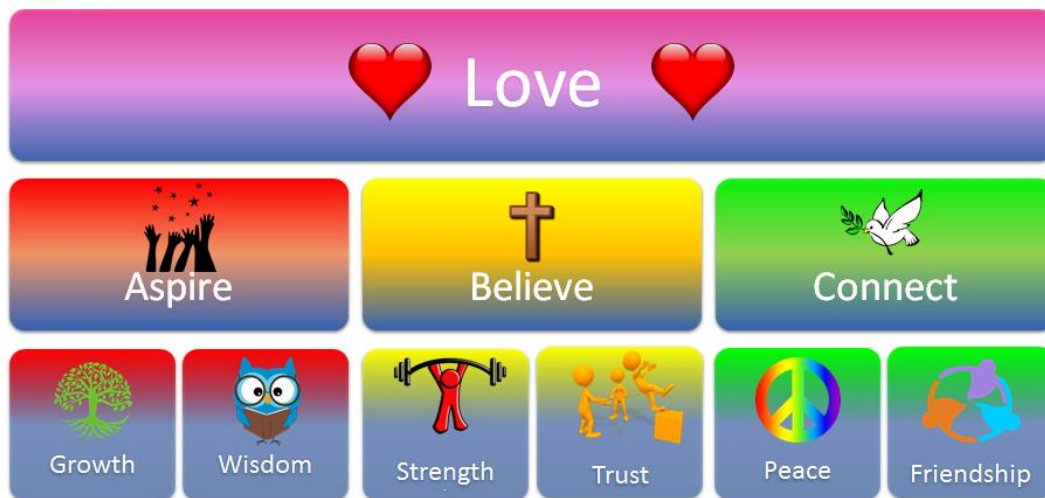 Love
Aspire
Believe
Connect
Growth
Wisdom
Strength
Trust
Peace
Friendship